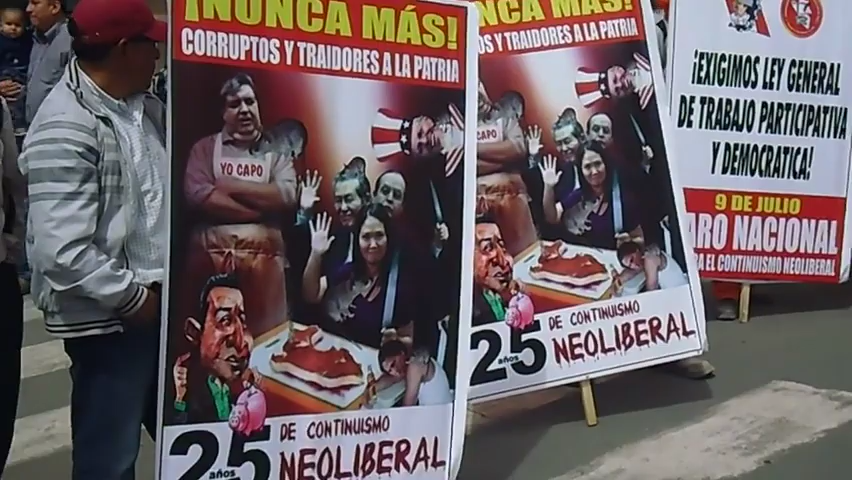 ¡NUNCA MÁS!
CORRUPTOS Y TRAIDORES A LA PATRIA
YO CAPO
25 años
DE CONTINUISMO
NEOLIBERAL
NCA MÁS!
OS Y TRAIDORES A LA PATRIA
CAPO
25 años
DE CONTINUISMO
NEOLIBERAL
¡EXIGIMOS LEY GENERAL
DE TRABAJO PARTICIPATIVA
Y DEMOCRATICA!
9 DE JULIO
ARO NACIONAL
A EL CONTINUISMO NEOLIBERAL